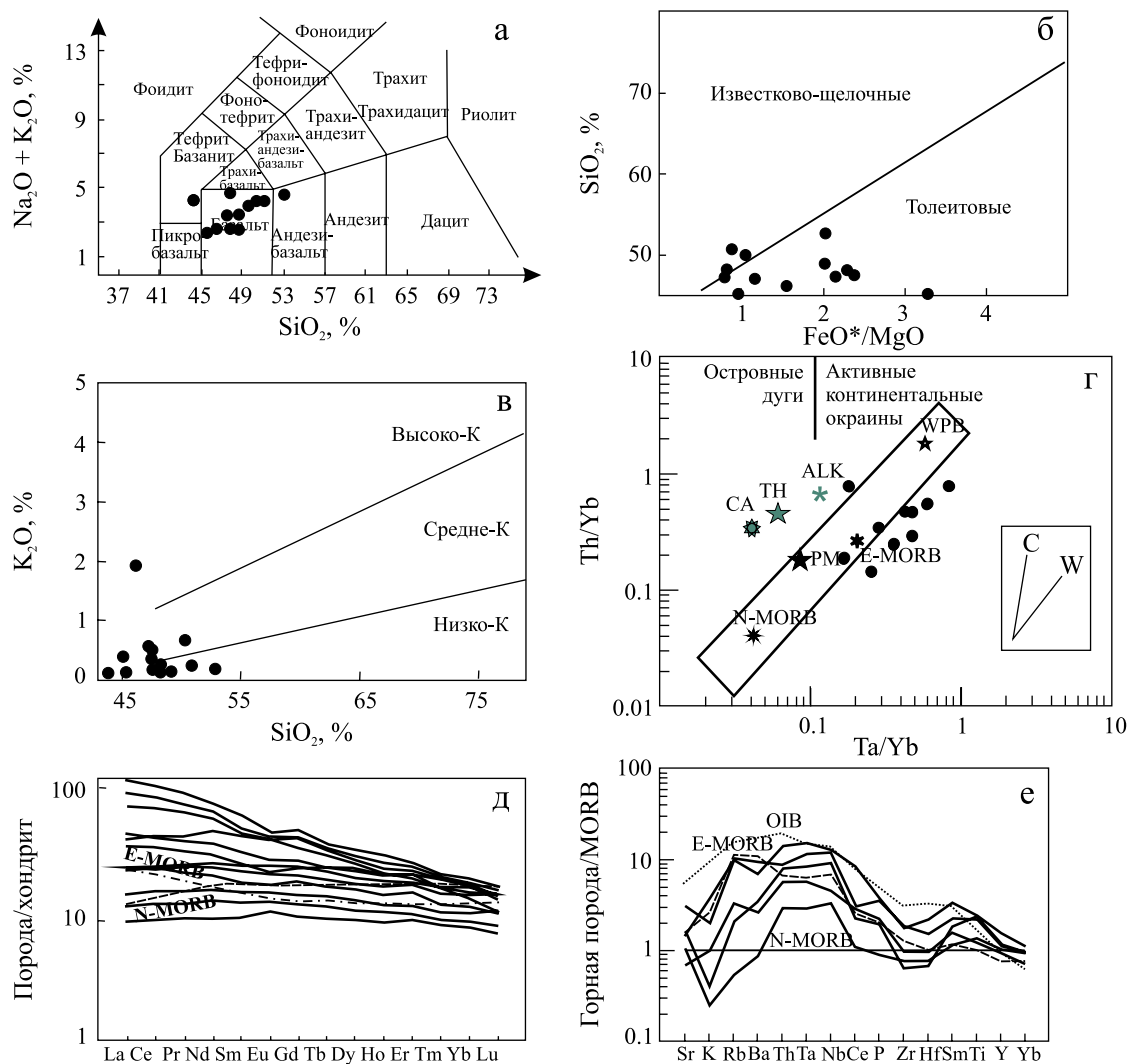 а
Na₂O + K₂O, %
13
9
5
1
Фоноидит
Тефри-
фоноидит
Фоидит
Трахит
Фоно-
тефрит
Трахи-
андезит
Трахидацит
Риолит
Тефрит
Базанит
Трахи-
андези-
базальт
Трахи-
базальт
Базальт
Пикро
базальт
Андези-
базальт
Андезит
Дацит
37 41 45 49 53 57 61 65 69 73
SiO₂, %
б
SiO₂, %
70
60
50
Известково-щелочные
Толеитовые
1 2 3 4
FeO*/MgO
в
K₂O, %
5
4
3
2
1
0
Высоко-К
Средне-К
Низко-К
45 55 65 75
SiO₂, %
г
Th/Yb
10
1
0.1
0.01
Островные
дуги
Активные
континентальные
окраины
WPB
ALK
TH
CA
PM
E-MORB
N-MORB
C
W
0.1 1 10
Ta/Yb
д
Порода/хондрит
100
10
1
E-MORB
N-MORB
La Ce Pr Nd Sm Eu Gd Tb Dy Ho Er Tm Yb Lu
е
Горная порода/MORB
100
10
1
0.1
OIB
E-MORB
N-MORB
Sr K Rb Ba Th Ta Nb Ce P Zr Hf Sm Ti Y Yb